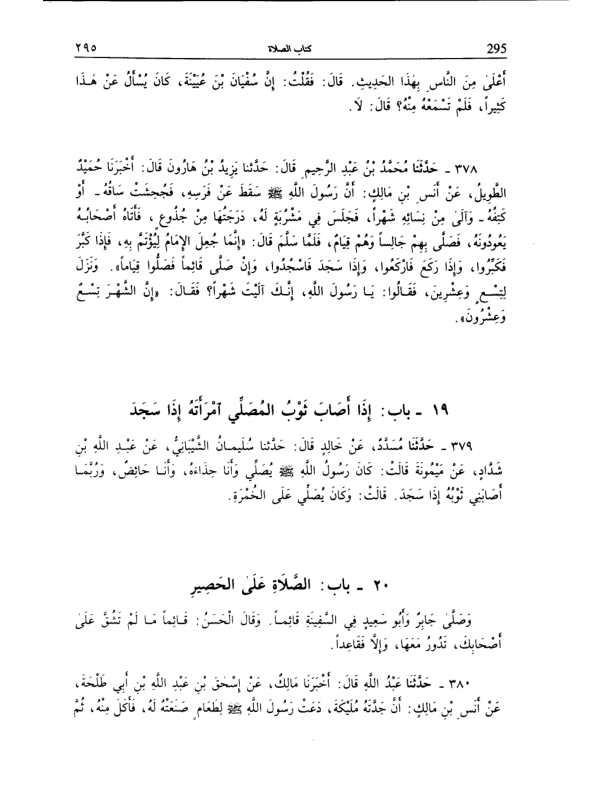 ٢٩٥ كتاب الصلاة 295
أَعْلَىٰ مِنَ النَّاسِ بِهٰذَا الحَدِيثِ. قَالَ: فَقُلْتُ: إِنَّ سُفْيَانَ بْنَ عُيَيْنَةَ، كَانَ يُسْأَلُ عَنْ هٰذَا
كَثِيراً، فَلَمْ تَسْمَعْهُ مِنْهُ؟ قَالَ: لَا.
٣٧٨ - حَدَّثَنَا مُحَمَّدُ بْنُ عَبْدِ الرَّحِيمِ قَالَ: حَدَّثنا يَزِيدُ بْنُ هَارُونَ قَالَ: أَخْبَرَنَا حُمَيْدٌ
الطَّوِيلُ، عَنْ أَنَسِ بْنِ مَالِكٍ: أَنَّ رَسُولَ اللَّهِ ﷺ سَقَطَ عَنْ فَرَسِهِ، فَجُحِشَتْ سَاقُهُ - أَوْ
كَتِفُهُ - وَآلَىٰ مِنْ نِسَائِهِ شَهْراً، فَجَلَسَ فِي مَشْرُبَةٍ لَهُ، دَرَجَتُهَا مِنْ جُذُوعٍ، فَأَتَاهُ أَصْحَابُهُ
يَعُودُونَهُ، فَصَلَّى بِهِمْ جَالِساً وَهُمْ قِيَامٌ، فَلَمَّا سَلَّمَ قَالَ: «إِنَّمَا جُعِلَ الإِمَامُ لِيُؤْتَمَّ بِهِ، فَإِذَا كَبَّرَ
فَكَبِّرُوا، وَإِذَا رَكَعَ فَارْكَعُوا، وَإِذَا سَجَدَ فَاسْجُدُوا، وَإِنْ صَلَّى قَائِماً فَصَلُّوا قِيَاماً». وَنَزَلَ
لِتِسْعٍ وَعِشْرِينَ، فَقَالُوا: يَا رَسُولَ اللَّهِ، إِنَّكَ آلَيْتَ شَهْراً؟ فَقَالَ: «إِنَّ الشَّهْرَ تِسْعٌ
وَعِشْرُونَ».
١٩ - باب: إِذَا أَصَابَ ثَوْبُ المُصَلِّي ٱمْرَأَتَهُ إِذَا سَجَدَ
٣٧٩ - حَدَّثَنَا مُسَدَّدٌ، عَنْ خَالِدٍ قَالَ: حَدَّثنا سُلَيمانُ الشَّيْبَانِيُّ، عَنْ عَبْدِ اللَّهِ بْنِ
شَدَّادٍ، عَنْ مَيْمُونَةَ قَالَتْ: كَانَ رَسُولُ اللَّهِ ﷺ يُصَلِّي وَأَنَا حِذَاءَهُ، وَأَنَا حَائِضٌ، وَرُبَّمَا
أَصَابَنِي ثَوْبُهُ إِذَا سَجَدَ. قَالَتْ: وَكَانَ يُصَلِّي عَلَى الخُمْرَةِ.
٢٠ - باب: الصَّلَاةِ عَلَى الحَصِيرِ
وَصَلَّى جَابِرٌ وَأَبُو سَعِيدٍ فِي السَّفِينَةِ قَائِماً. وَقَالَ الْحَسَنُ: قَائِماً مَا لَمْ تَشُقَّ عَلَى
أَصْحَابِكَ، تَدُورُ مَعَهَا، وَإِلَّا فَقَاعِداً.
٣٨٠ - حَدَّثَنَا عَبْدُ اللَّهِ قَالَ: أَخْبَرَنَا مَالِكٌ، عَنْ إِسْحٰقَ بْنِ عَبْدِ اللَّهِ بْنِ أَبِي طَلْحَةَ،
عَنْ أَنَسِ بْنِ مَالِكٍ: أَنَّ جَدَّتَهُ مُلَيْكَةَ، دَعَتْ رَسُولَ اللَّهِ ﷺ لِطَعَامٍ صَنَعَتْهُ لَهُ، فَأَكَلَ مِنْهُ، ثُمَّ